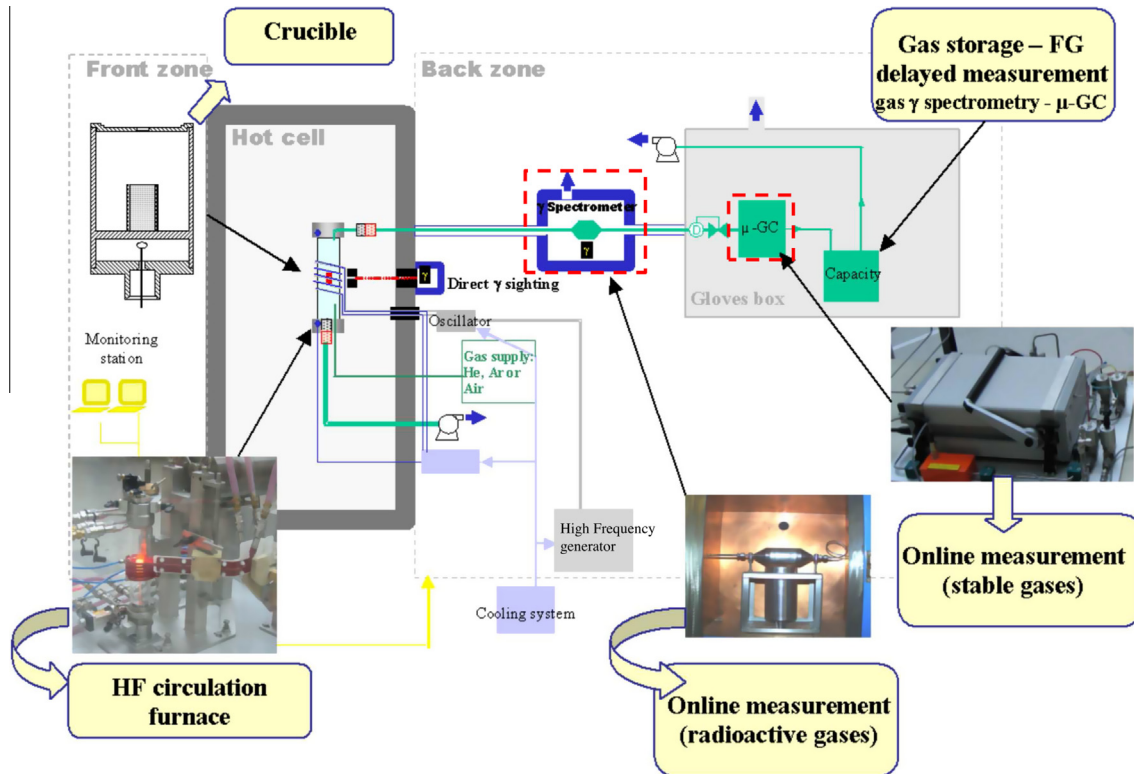 Crucible
Front zone
Back zone
Gas storage – FG
delayed measurement
gas γ spectrometry - μ-GC
Hot cell
γ Spectrometer
γ
D
μ -GC
Capacity
Gloves box
γ
Direct γ sighting
Oscillator
Gas supply:
He, Ar or
Air
Monitoring
station
High Frequency
generator
Cooling system
Online measurement
(stable gases)
HF circulation
furnace
Online measurement
(radioactive gases)